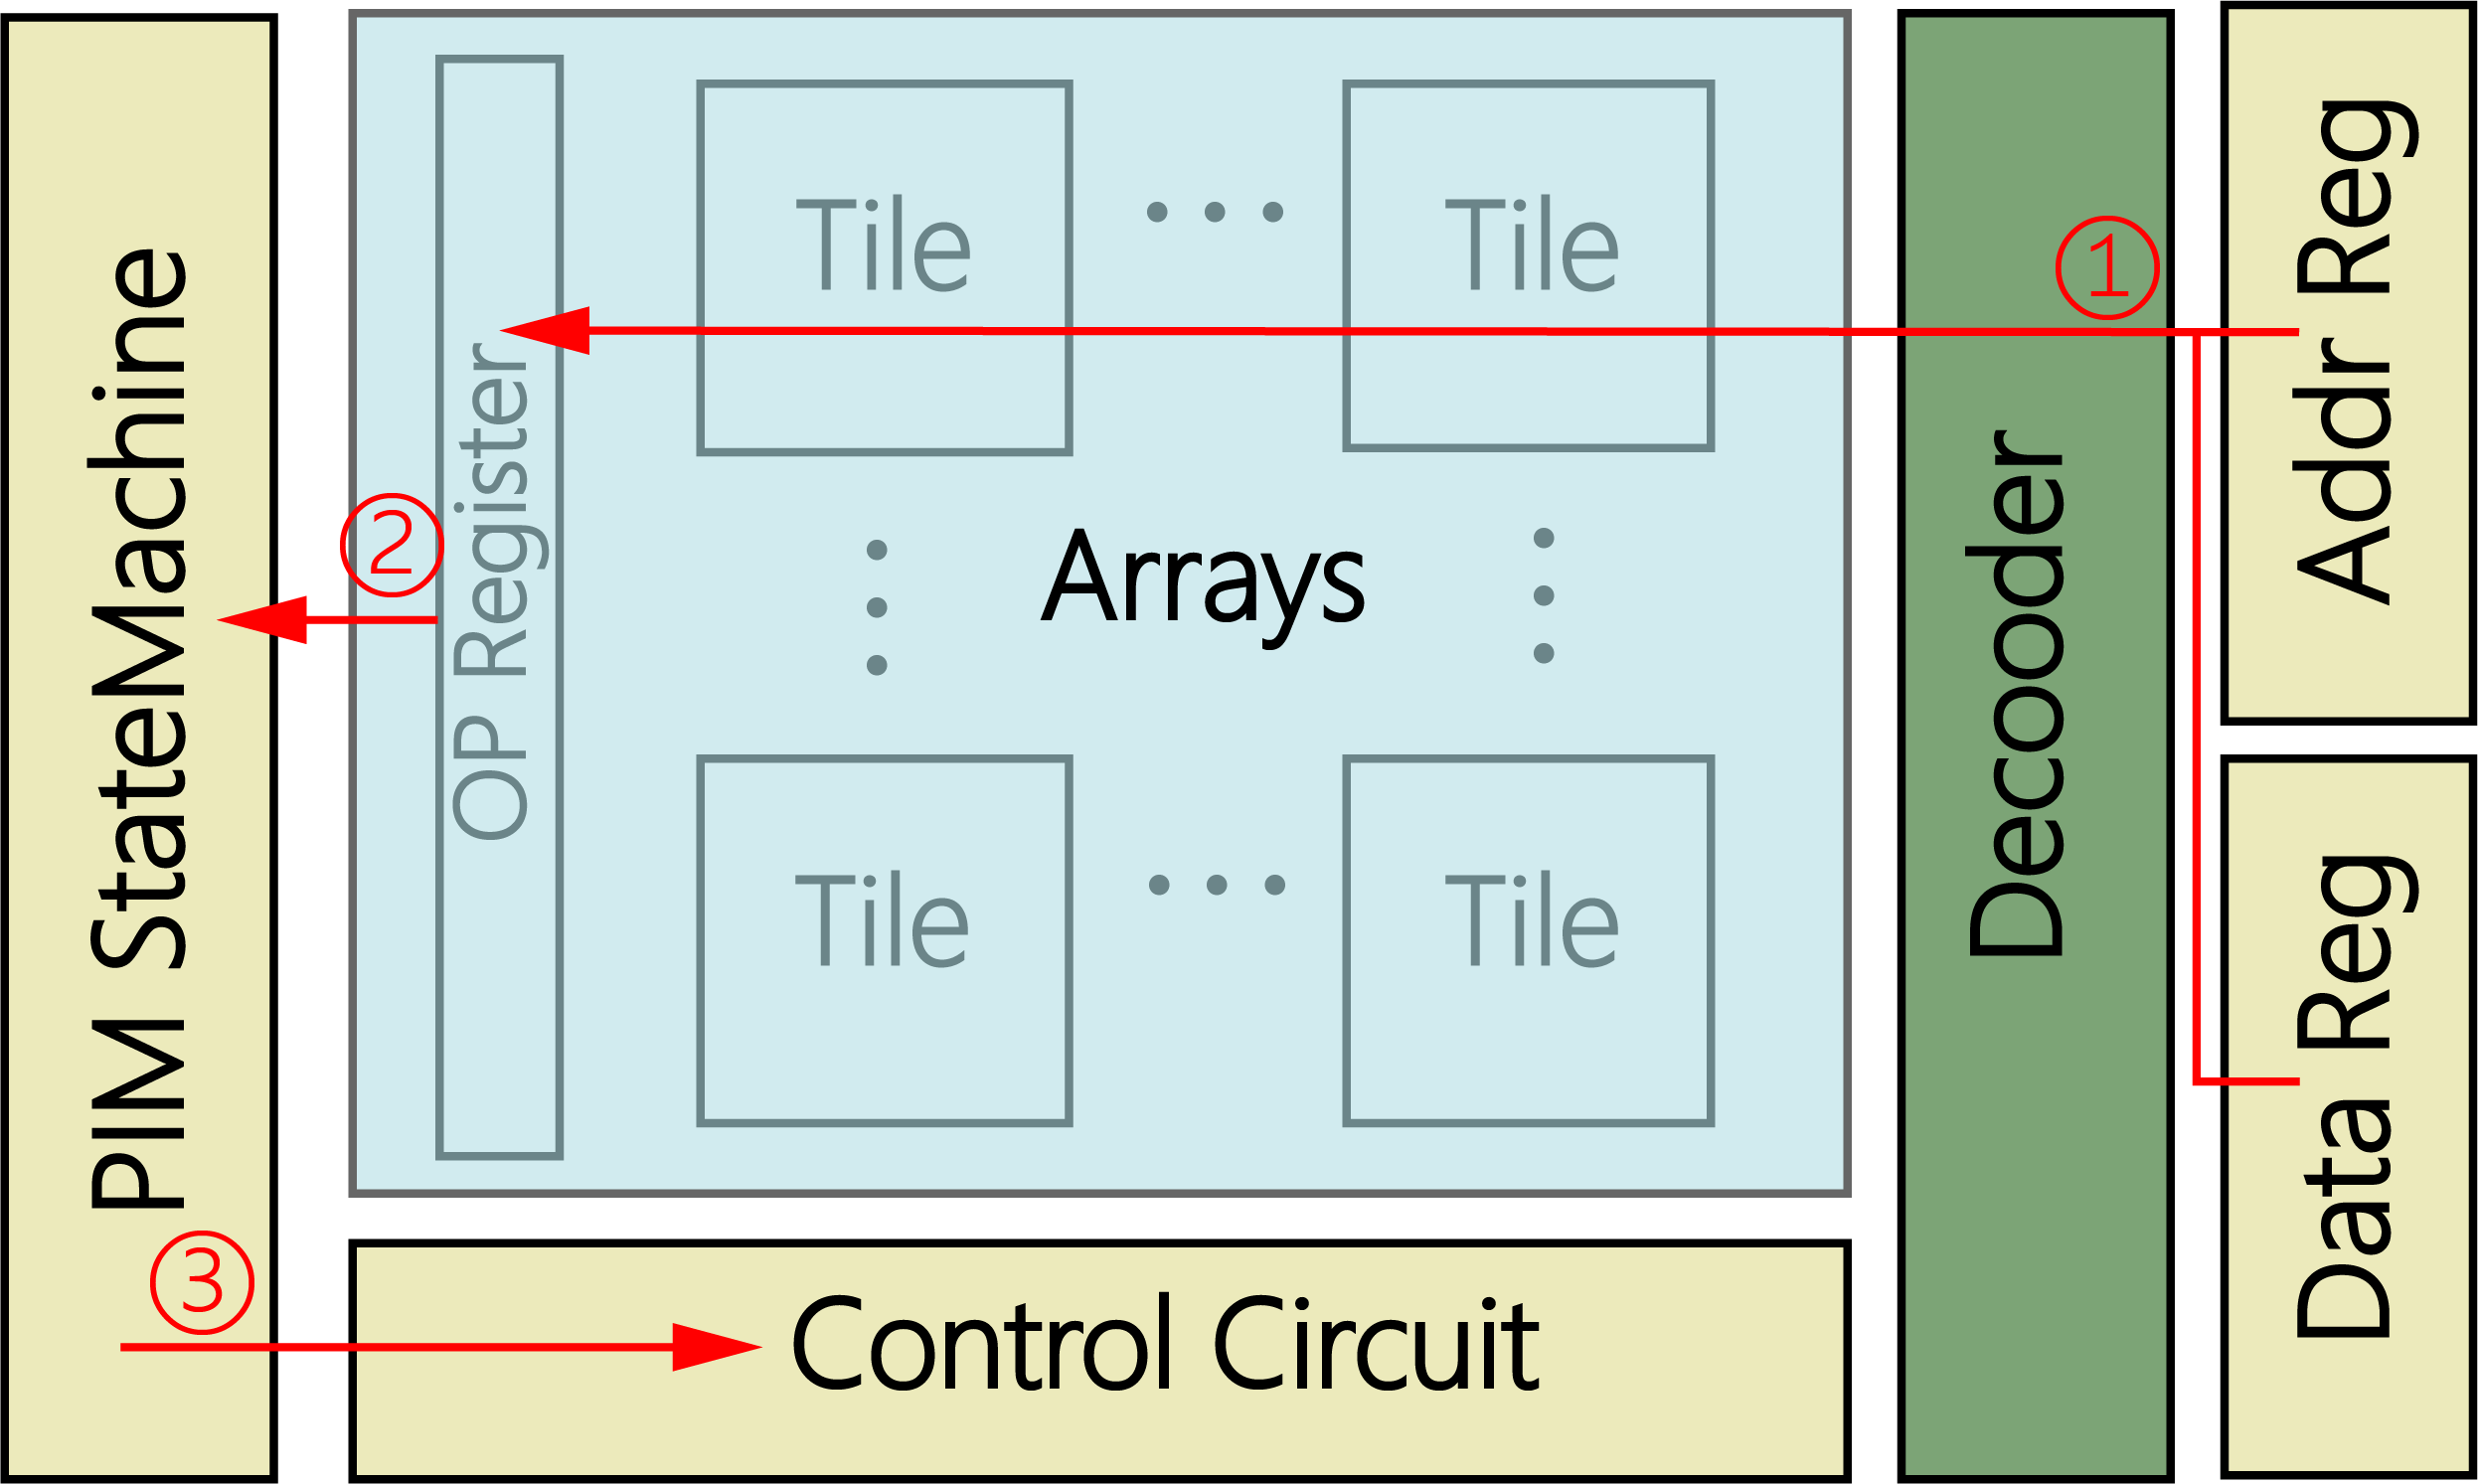 PIM StateMachine
OP Register
Tile
Tile
Arrays
Tile
Tile
Control Circuit
Decooder
Addr Reg
Data Reg
①
②
③